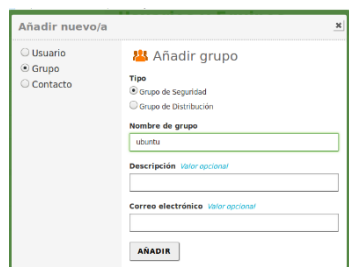 Añadir nuevo/a
Usuario
Grupo
Contacto
Añadir grupo
Tipo
Grupo de Seguridad
Grupo de Distribución
Nombre de grupo
ubuntu
Descripción Valor opcional
Correo electrónico Valor opcional
AÑADIR